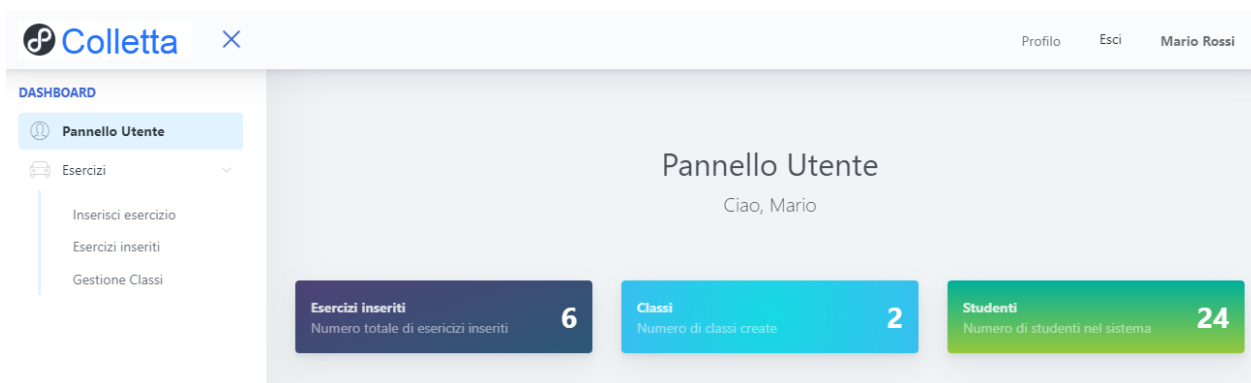 Colletta
Profilo Esci Mario Rossi
DASHBOARD
Pannello Utente
Esercizi
Inserisci esercizio
Esercizi inseriti
Gestione Classi
Pannello Utente
Ciao, Mario
Esercizi inseriti
Numero totale di esericizi inseriti
6
Classi
Numero di classi create
2
Studenti
Numero di studenti nel sistema
24